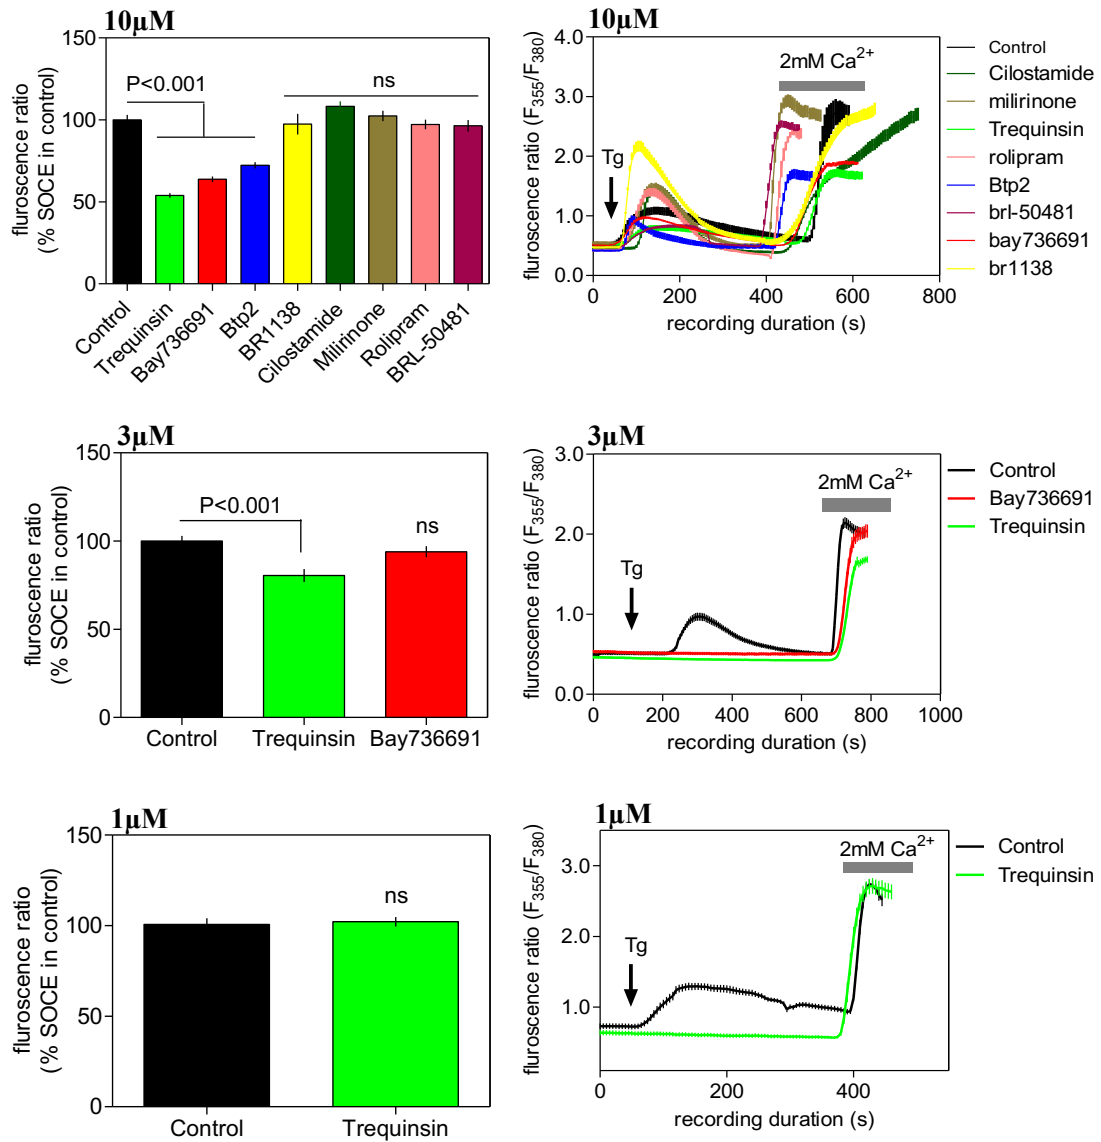 10µM
150
100
50
0
fluroscence ratio
(% SOCE in control)
P<0.001
ns
Control
Trequinsin
Bay736691
Btp2
BR1138
Cilostamide
Milirinone
Rolipram
BRL-50481
10µM
4.0
3.0
2.0
1.0
0.0
fluroscence ratio (F355/F380)
2mM Ca2+
Tg
0 200 400 600 800
recording duration (s)
Control
Cilostamide
milirinone
Trequinsin
rolipram
Btp2
brl-50481
bay736691
br1138
3µM
150
100
50
0
fluroscence ratio
(% SOCE in control)
P<0.001
ns
Control Trequinsin Bay736691
3µM
3.0
2.0
1.0
0.0
fluroscence ratio (F355/F380)
2mM Ca2+
Tg
0 200 400 600 800 1000
recording duration (s)
Control
Bay736691
Trequinsin
1µM
150
100
50
0
fluroscence ratio
(% SOCE in control)
ns
Control Trequinsin
1µM
3.0
2.0
1.0
fluroscence ratio (F355/F380)
2mM Ca2+
Tg
0 200 400
recording duration (s)
Control
Trequinsin